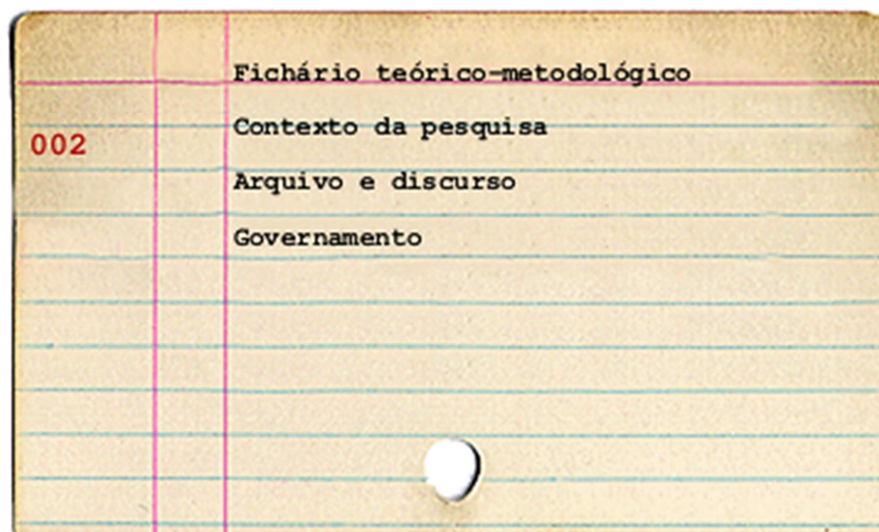 Fichário teórico-metodológico
002
Contexto da pesquisa
Arquivo e discurso
Governamento